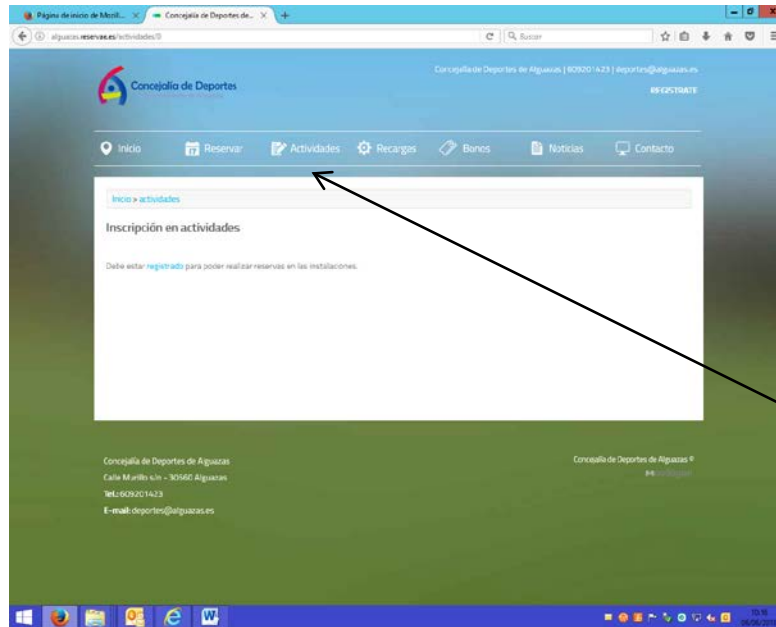 Página de inicio de Mozill...
Concejalía de Deportes de...
alguazas.reservas.es/actividades/0
Buscar
Concejalía de Deportes
Concejalía de Deportes de Alguazas | 609201423 | deportes@alguazas.es
REGISTRATE
Inicio
Reservar
Actividades
Recargas
Bonos
Noticias
Contacto
Inicio » actividades
Inscripción en actividades
Debe estar registrado para poder realizar reservas en las instalaciones.
Concejalía de Deportes de Alguazas
Calle Murillo s/n - 30560 Alguazas
Tel.: 609201423
E-mail: deportes@alguazas.es
Concejalía de Deportes de Alguazas ©
10:16